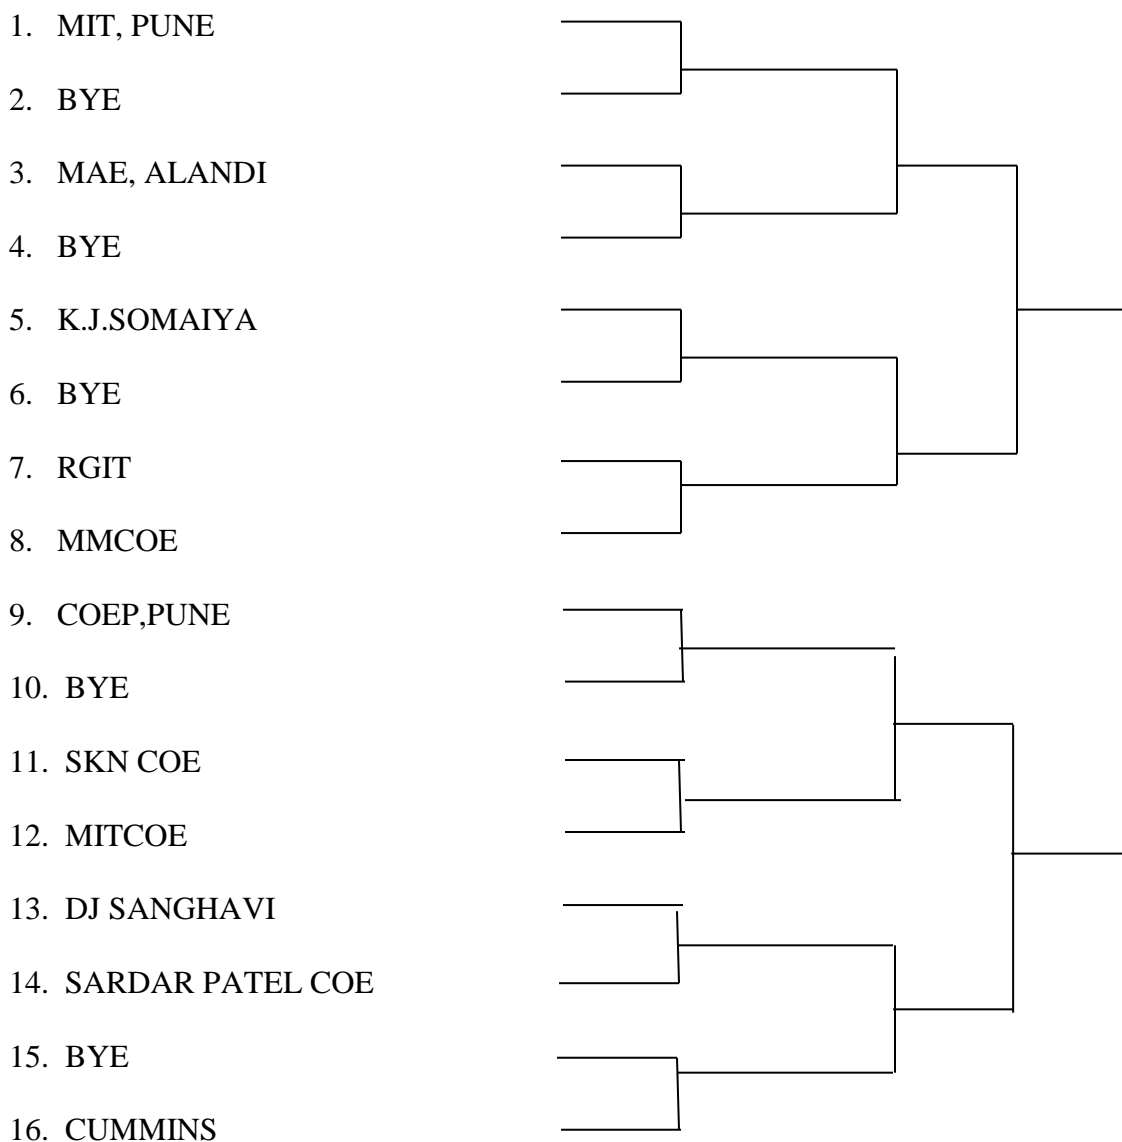 1. MIT, PUNE
2. BYE
3. MAE, ALANDI
4. BYE
5. K.J.SOMAIYA
6. BYE
7. RGIT
8. MMCOE
9. COEP,PUNE
10. BYE
11. SKN COE
12. MITCOE
13. DJ SANGHAVI
14. SARDAR PATEL COE
15. BYE
16. CUMMINS